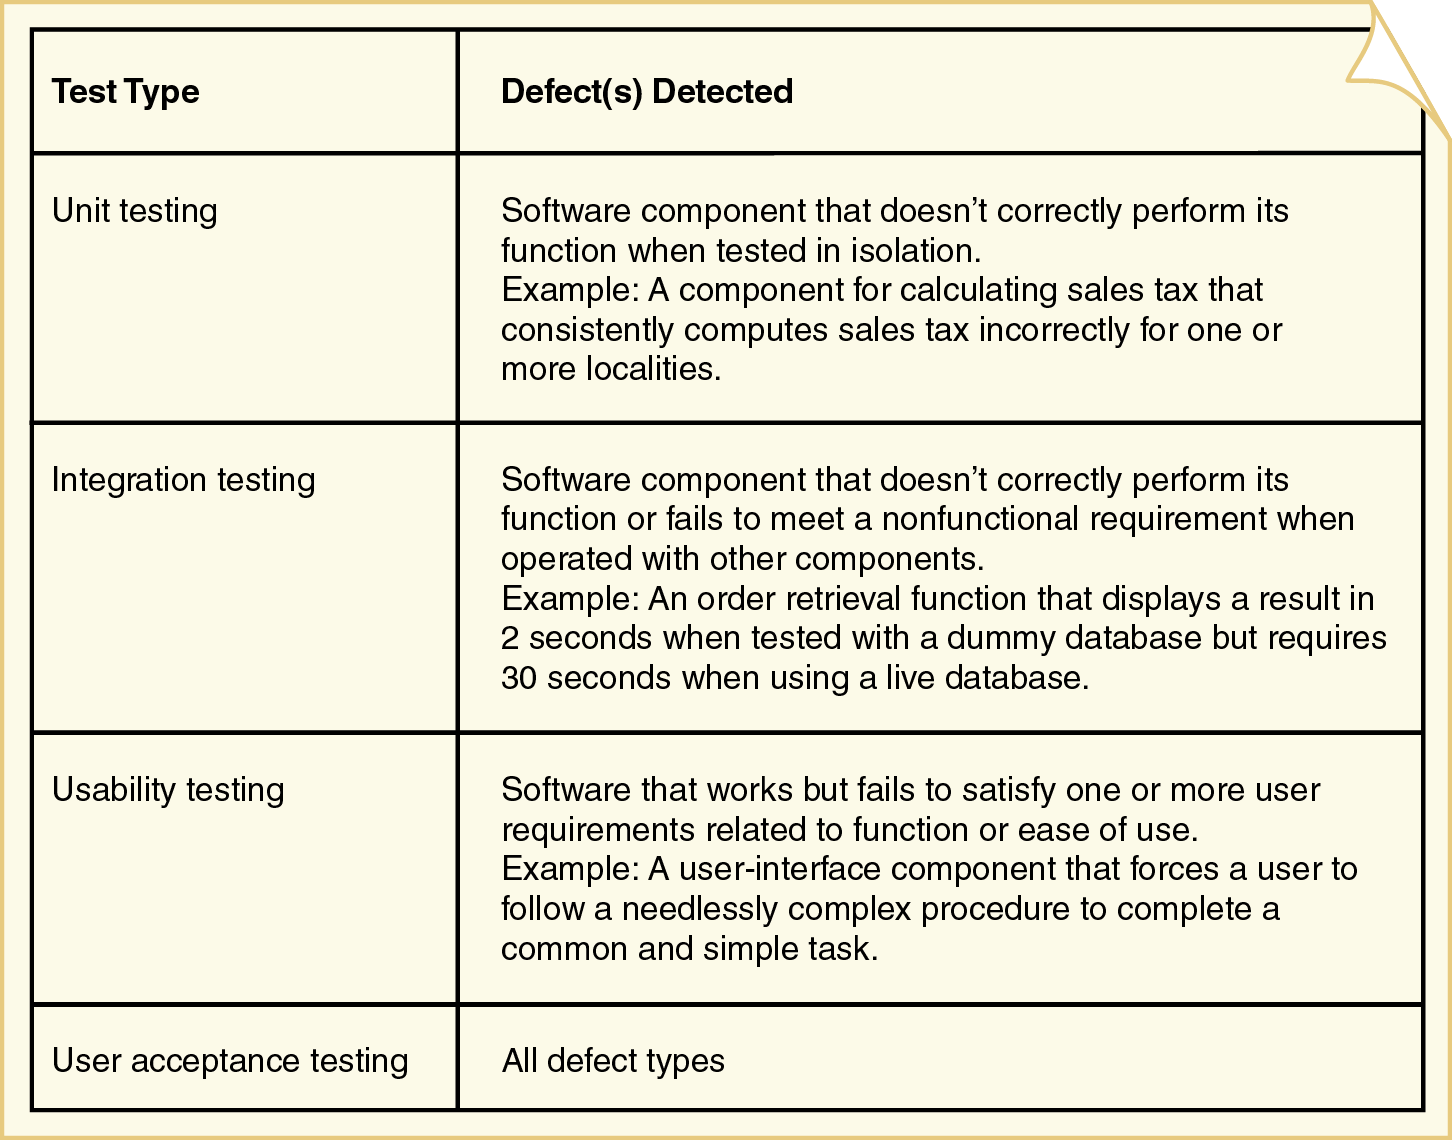 Test Type
Defect(s) Detected
Unit testing
Software component that doesn’t correctly perform its
function when tested in isolation.
Example: A component for calculating sales tax that
consistently computes sales tax incorrectly for one or
more localities.
Integration testing
Software component that doesn’t correctly perform its
function or fails to meet a nonfunctional requirement when
operated with other components.
Example: An order retrieval function that displays a result in
2 seconds when tested with a dummy database but requires
30 seconds when using a live database.
Usability testing
Software that works but fails to satisfy one or more user
requirements related to function or ease of use.
Example: A user-interface component that forces a user to
follow a needlessly complex procedure to complete a
common and simple task.
User acceptance testing
All defect types